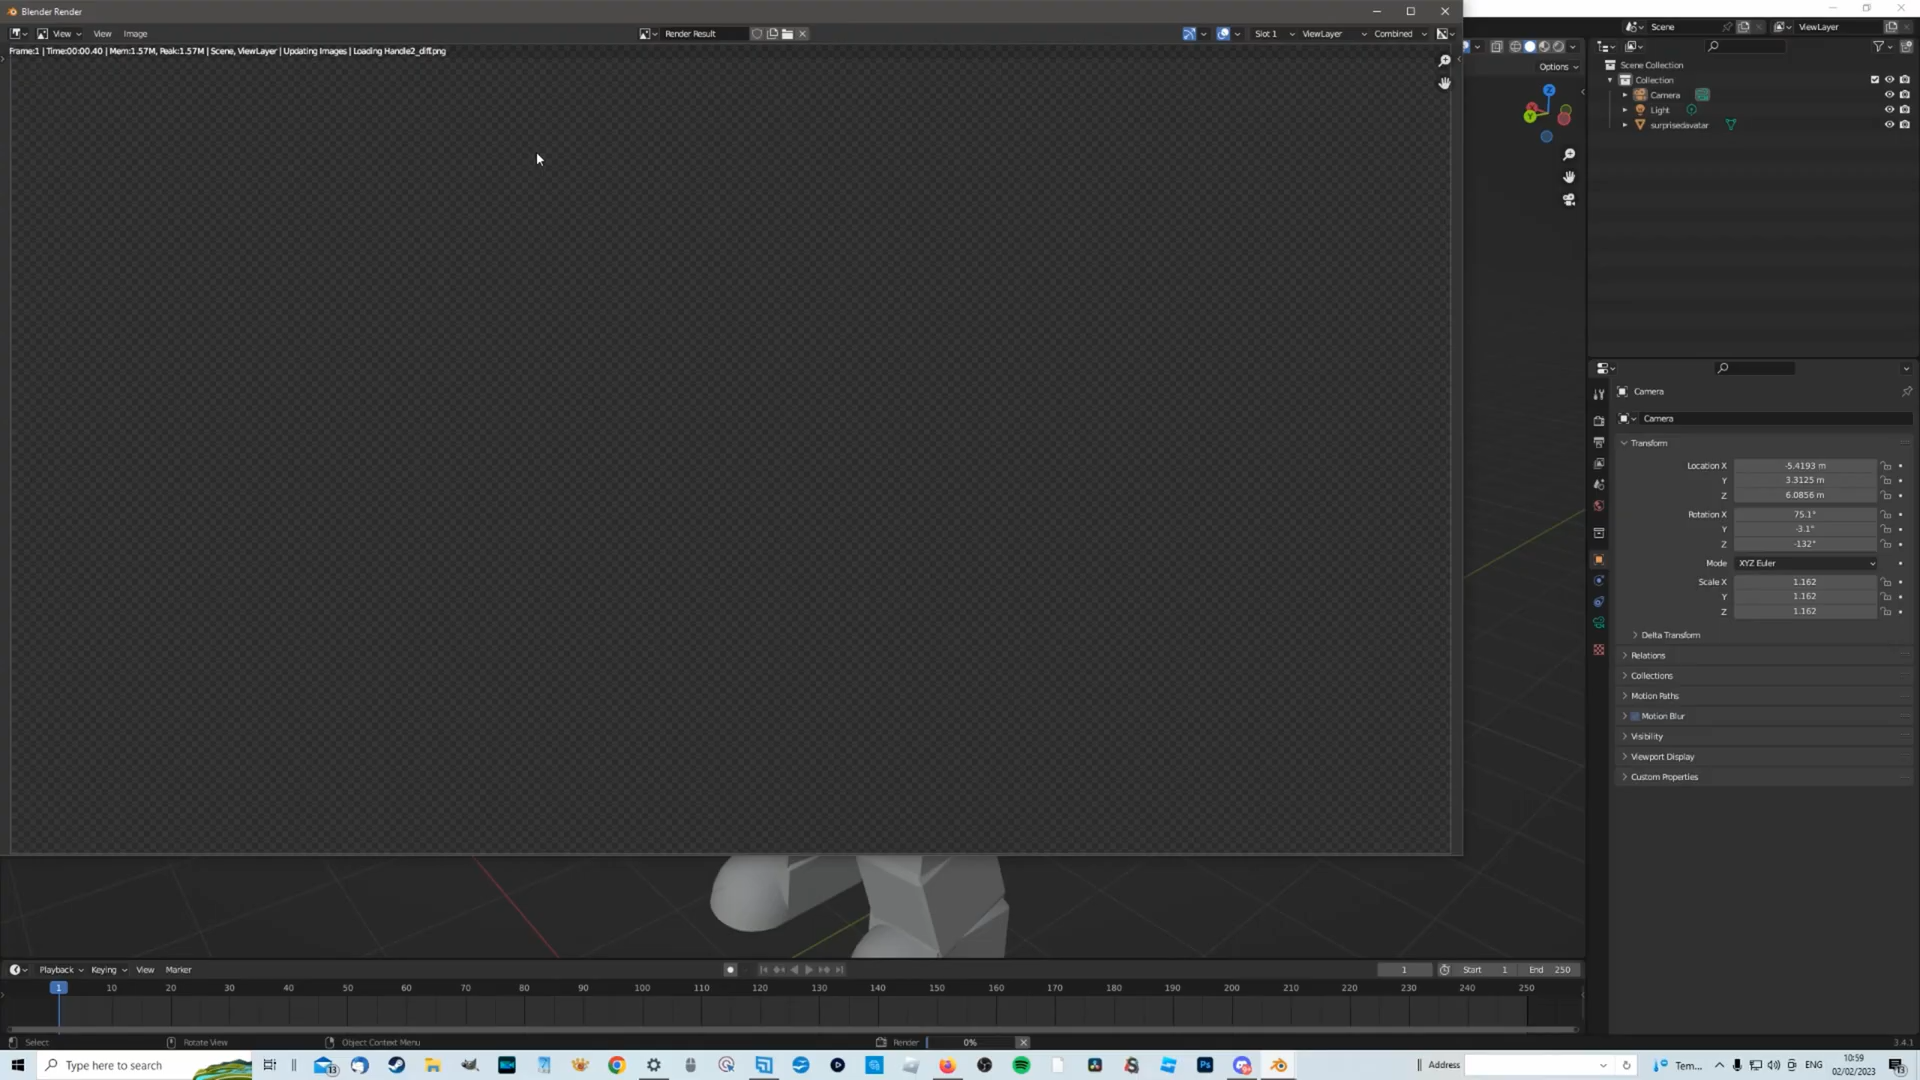 Blender Render
View View Image Render Result Slot 1 ViewLayer Combined
Frame:1 | Time:00:00.40 | Mem:1.57M, Peak:1.57M | Scene, ViewLayer | Updating Images | Loading Handle2_diff.png
Scene ViewLayer
Options
Scene Collection
Collection
Camera
Light
surprisedavatar
Z
Y
Camera
Camera
Transform
Location X -5.4193 m
Y 3.3125 m
Z 6.0856 m
Rotation X 75.1°
Y -3.1°
Z -132°
Mode XYZ Euler
Scale X 1.162
Y 1.162
Z 1.162
Delta Transform
Relations
Collections
Motion Paths
Motion Blur
Visibility
Viewport Display
Custom Properties
Playback Keying View Marker 1 Start 1 End 250
1 10 20 30 40 50 60 70 80 90 100 110 120 130 140 150 160 170 180 190 200 210 220 230 240 250
Select Rotate View Object Context Menu Render 0% 3.4.1
Type here to search 13 Address Tem... ENG 10:59
02/02/2023